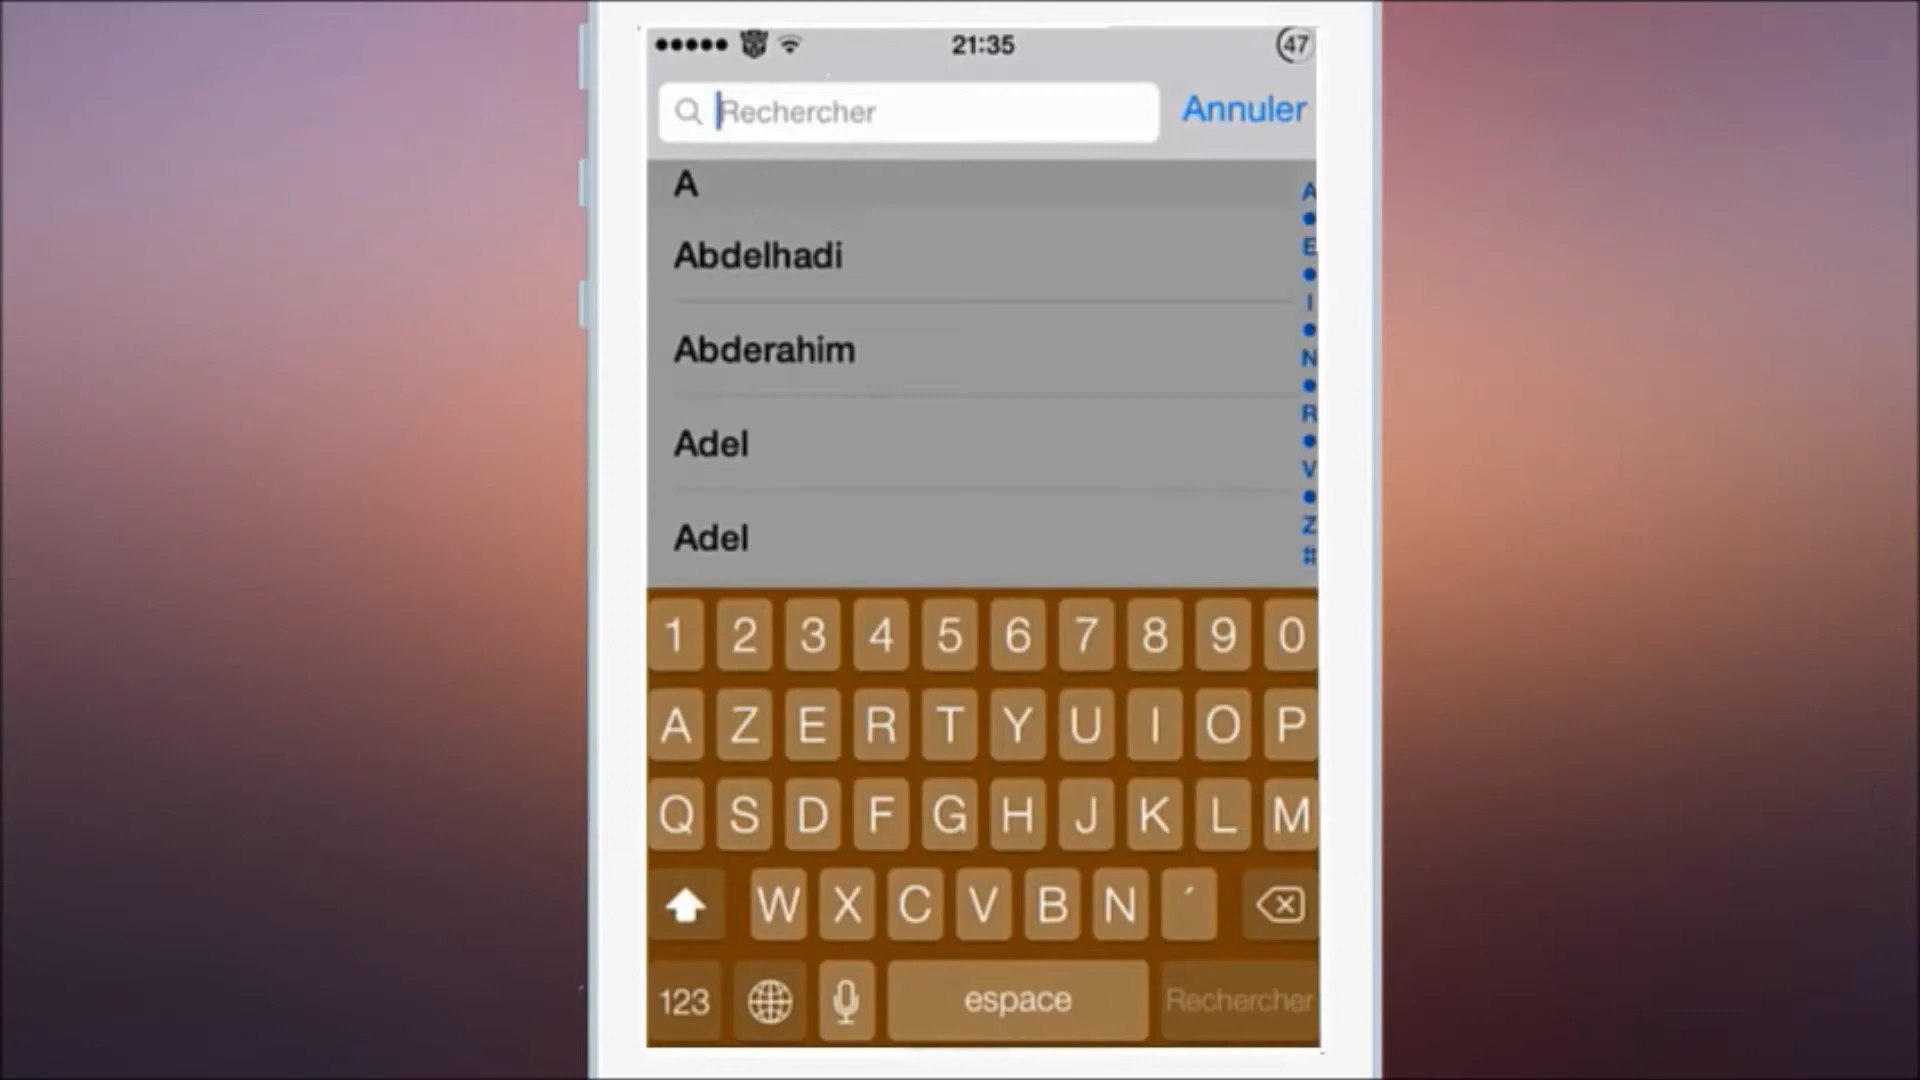 21:35
47
Rechercher
Annuler
A
Abdelhadi
Abderahim
Adel
Adel
A
E
I
N
R
V
Z
#
1 2 3 4 5 6 7 8 9 0
A Z E R T Y U I O P
Q S D F G H J K L M
W X C V B N ´
123
espace
Rechercher